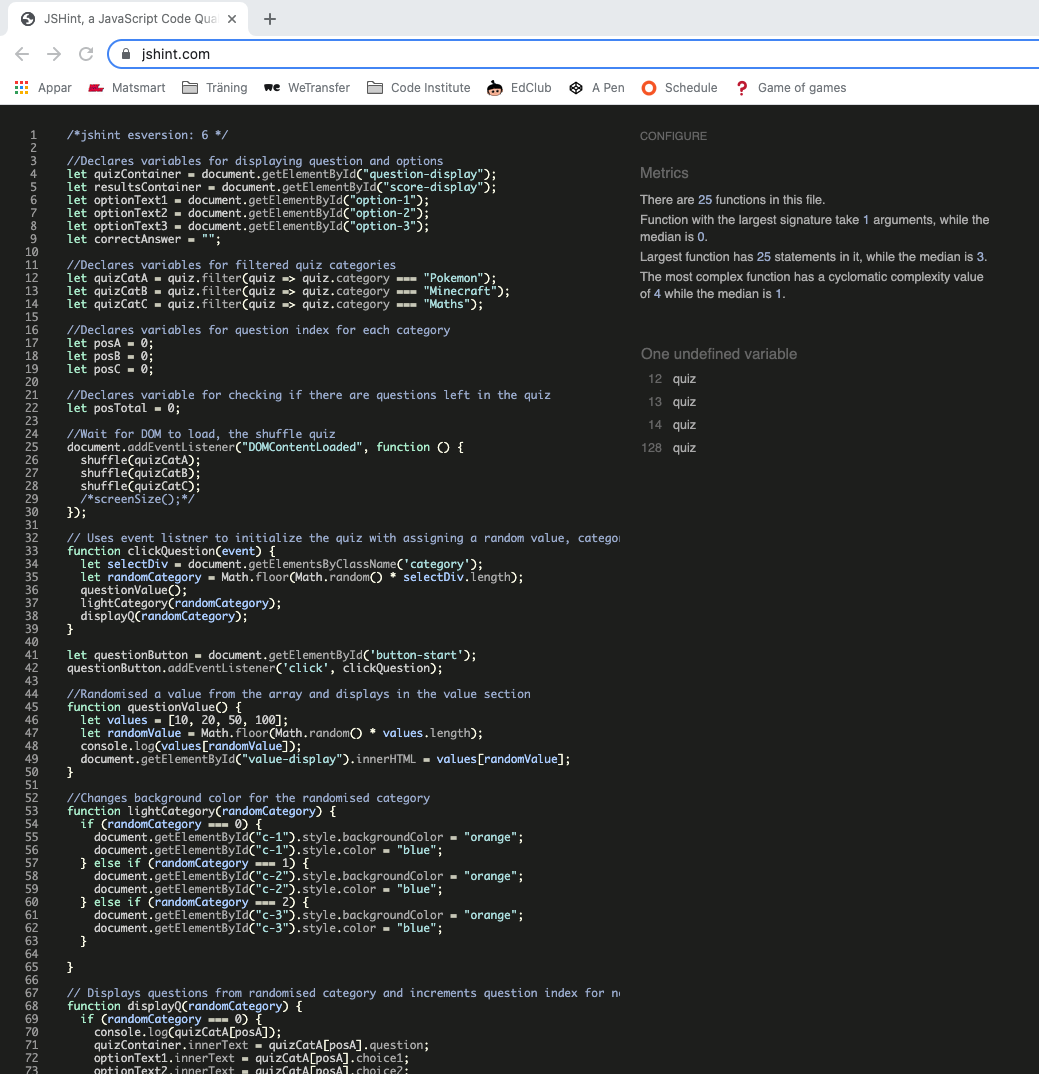 JSHint, a JavaScript Code Qua
jshint.com
Appar Matsmart Träning WeTransfer Code Institute EdClub A Pen Schedule Game of games
1 /*jshint esversion: 6 */
2
3 //Declares variables for displaying question and options
4 let quizContainer = document.getElementById("question-display");
5 let resultsContainer = document.getElementById("score-display");
6 let optionText1 = document.getElementById("option-1");
7 let optionText2 = document.getElementById("option-2");
8 let optionText3 = document.getElementById("option-3");
9 let correctAnswer = "";
10
11 //Declares variables for filtered quiz categories
12 let quizCatA = quiz.filter(quiz => quiz.category === "Pokemon");
13 let quizCatB = quiz.filter(quiz => quiz.category === "Minecraft");
14 let quizCatC = quiz.filter(quiz => quiz.category === "Maths");
15
16 //Declares variables for question index for each category
17 let posA = 0;
18 let posB = 0;
19 let posC = 0;
20
21 //Declares variable for checking if there are questions left in the quiz
22 let posTotal = 0;
23
24 //Wait for DOM to load, the shuffle quiz
25 document.addEventListener("DOMContentLoaded", function () {
26 shuffle(quizCatA);
27 shuffle(quizCatB);
28 shuffle(quizCatC);
29 /*screenSize();*/
30 });
31
32 // Uses event listner to initialize the quiz with assigning a random value, catego
33 function clickQuestion(event) {
34 let selectDiv = document.getElementsByClassName('category');
35 let randomCategory = Math.floor(Math.random() * selectDiv.length);
36 questionValue();
37 lightCategory(randomCategory);
38 displayQ(randomCategory);
39 }
40
41 let questionButton = document.getElementById('button-start');
42 questionButton.addEventListener('click', clickQuestion);
43
44 //Randomised a value from the array and displays in the value section
45 function questionValue() {
46 let values = [10, 20, 50, 100];
47 let randomValue = Math.floor(Math.random() * values.length);
48 console.log(values[randomValue]);
49 document.getElementById("value-display").innerHTML = values[randomValue];
50 }
51
52 //Changes background color for the randomised category
53 function lightCategory(randomCategory) {
54 if (randomCategory === 0) {
55 document.getElementById("c-1").style.backgroundColor = "orange";
56 document.getElementById("c-1").style.color = "blue";
57 } else if (randomCategory === 1) {
58 document.getElementById("c-2").style.backgroundColor = "orange";
59 document.getElementById("c-2").style.color = "blue";
60 } else if (randomCategory === 2) {
61 document.getElementById("c-3").style.backgroundColor = "orange";
62 document.getElementById("c-3").style.color = "blue";
63 }
64
65 }
66
67 // Displays questions from randomised category and increments question index for n
68 function displayQ(randomCategory) {
69 if (randomCategory === 0) {
70 console.log(quizCatA[posA]);
71 quizContainer.innerText = quizCatA[posA].question;
72 optionText1.innerText = quizCatA[posA].choice1;
73 optionText2.innerText = quizCatA[posA].choice2;
CONFIGURE
Metrics
There are 25 functions in this file.
Function with the largest signature take 1 arguments, while the
median is 0.
Largest function has 25 statements in it, while the median is 3.
The most complex function has a cyclomatic complexity value
of 4 while the median is 1.
One undefined variable
12 quiz
13 quiz
14 quiz
128 quiz